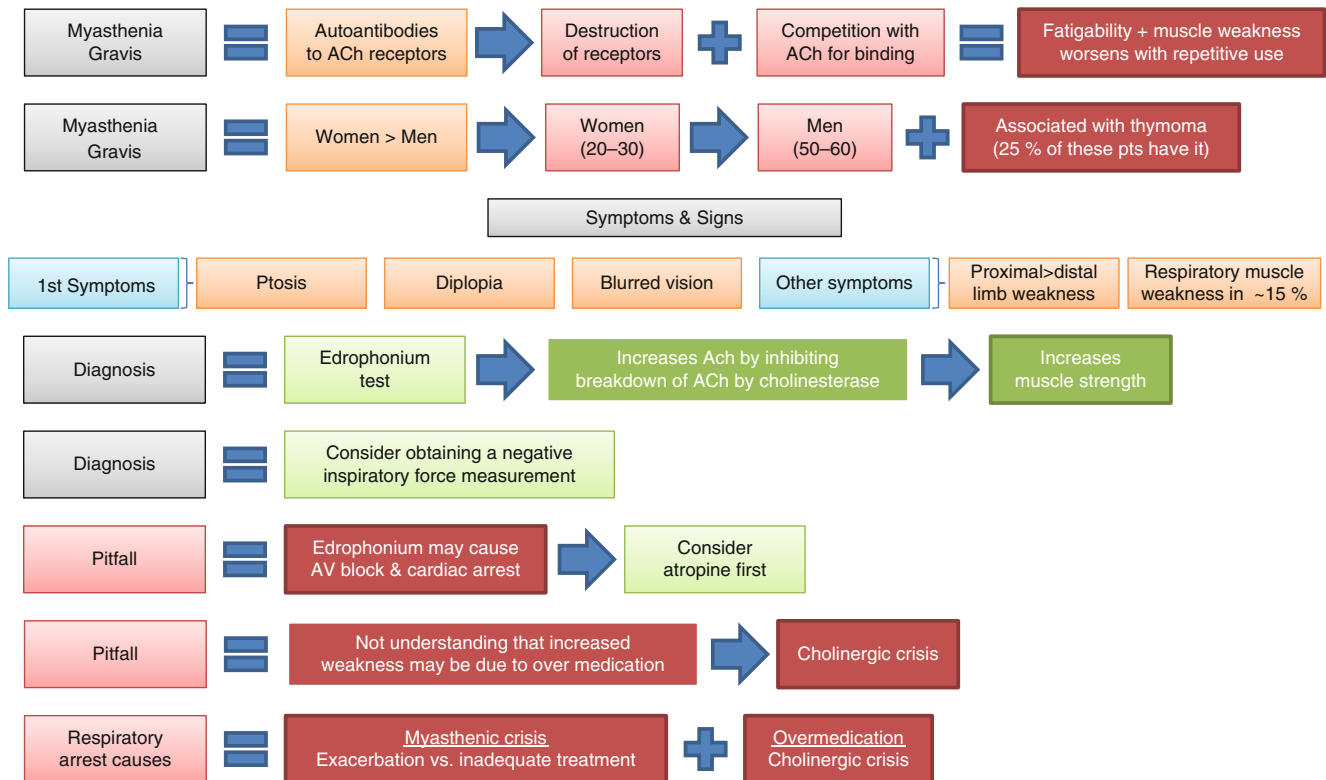 Myasthenia
Gravis
Autoantibodies
to ACh receptors
Destruction
of receptors
Competition with
ACh for binding
Fatigability + muscle weakness
worsens with repetitive use
Myasthenia
Gravis
Women > Men
Women
(20–30)
Men
(50–60)
Associated with thymoma
(25 % of these pts have it)
Symptoms & Signs
1st Symptoms
Ptosis
Diplopia
Blurred vision
Other symptoms
Proximal>distal
limb weakness
Respiratory muscle
weakness in ~15 %
Diagnosis
Edrophonium
test
Increases Ach by inhibiting
breakdown of ACh by cholinesterase
Increases
muscle strength
Diagnosis
Consider obtaining a negative
inspiratory force measurement
Pitfall
Edrophonium may cause
AV block & cardiac arrest
Consider
atropine first
Pitfall
Not understanding that increased
weakness may be due to over medication
Cholinergic crisis
Respiratory
arrest causes
Myasthenic crisis
Exacerbation vs. inadequate treatment
Overmedication
Cholinergic crisis